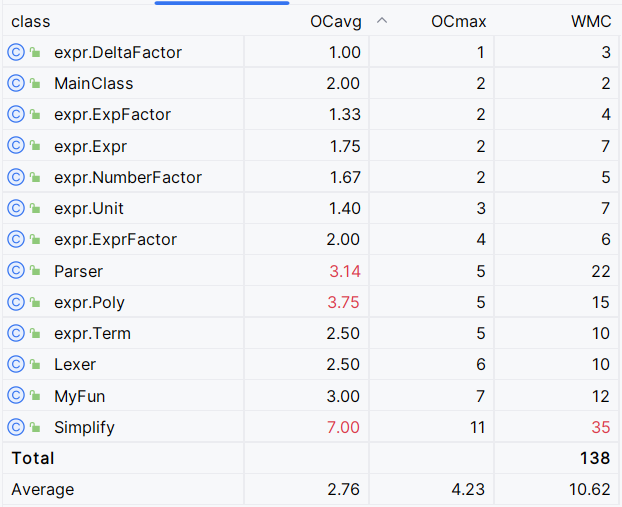 class OCavg OCmax WMC
C expr.DeltaFactor 1.00 1 3
C MainClass 2.00 2 2
C expr.ExpFactor 1.33 2 4
C expr.Expr 1.75 2 7
C expr.NumberFactor 1.67 2 5
C expr.Unit 1.40 3 7
C expr.ExprFactor 2.00 4 6
C Parser 3.14 5 22
C expr.Poly 3.75 5 15
C expr.Term 2.50 5 10
C Lexer 2.50 6 10
C MyFun 3.00 7 12
C Simplify 7.00 11 35
Total 138
Average 2.76 4.23 10.62